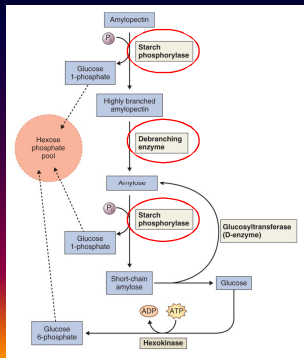 Amylopectin
P
Starch
phosphorylase
Glucose
1-phosphate
Highly branched
amylopectin
Hexose
phosphate
pool
Debranching
enzyme
Amylose
P
Starch
phosphorylase
Glucosyltransferase
(D-enzyme)
Glucose
1-phosphate
Short-chain
amylose
Glucose
ADP
ATP
Glucose
6-phosphate
Hexokinase